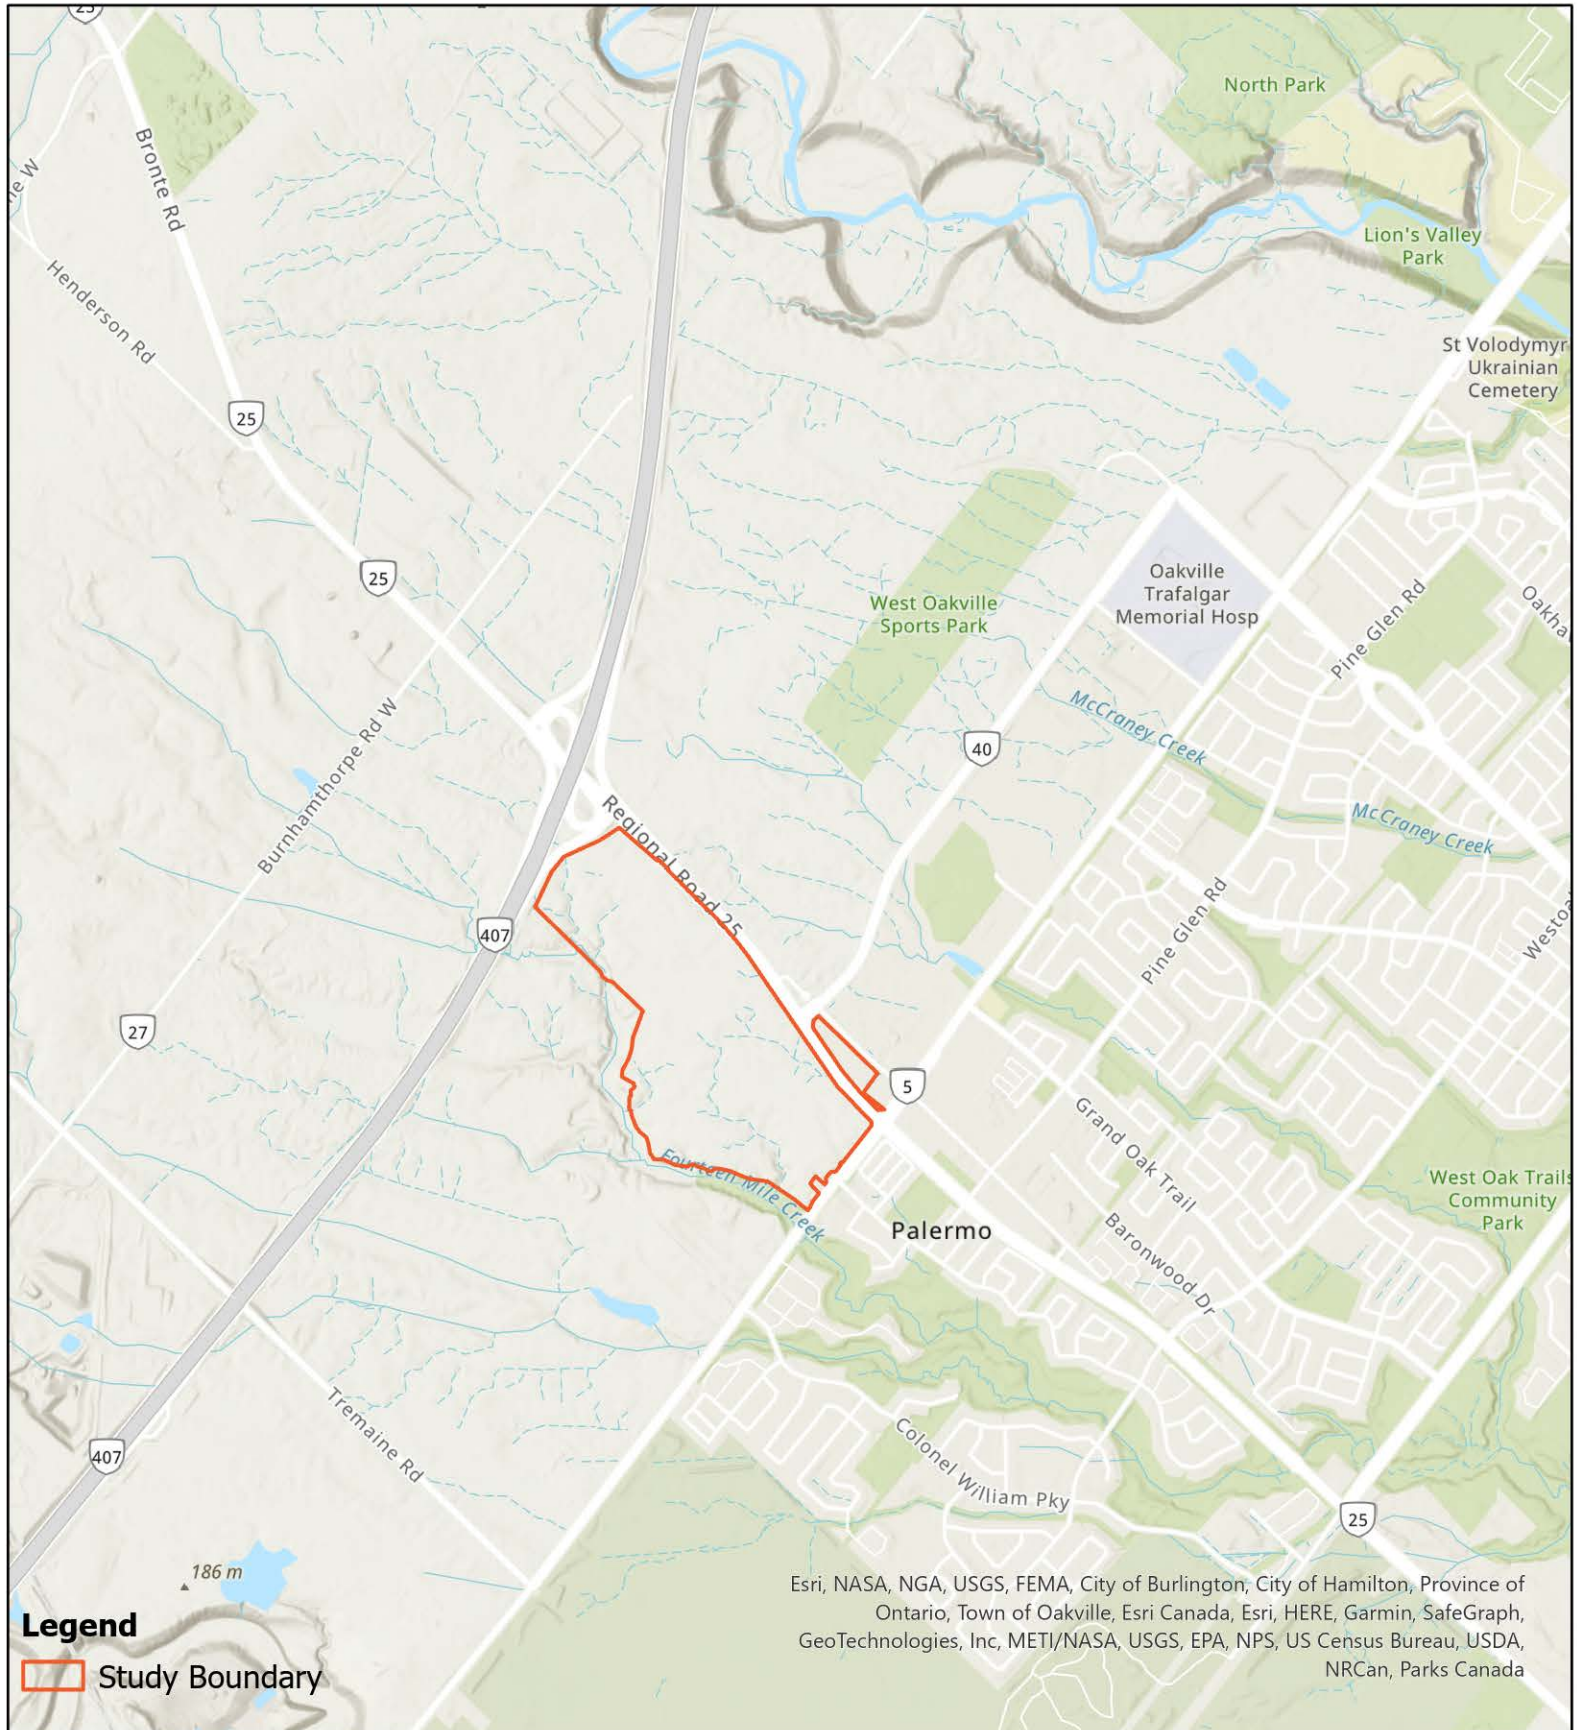 25
North Park
Bronte Rd
ne W
Lion's Valley
Park
Henderson Rd
St Volodymyr
Ukrainian
Cemetery
25
25
Oakville
Trafalgar
Memorial Hosp
West Oakville
Sports Park
Pine Glen Rd
Oakha
McCraney Creek
40
Burnhamthorpe Rd W
McCraney Creek
Regional Road 25
407
Pine Glen Rd
Westoa
27
5
Grand Oak Trail
Fourteen Mile Creek
West Oak Trails
Community
Park
Palermo
Baronwood Dr
Tremaine Rd
407
Colonel William Pky
25
186 m
Esri, NASA, NGA, USGS, FEMA, City of Burlington, City of Hamilton, Province of
Ontario, Town of Oakville, Esri Canada, Esri, HERE, Garmin, SafeGraph,
GeoTechnologies, Inc, METI/NASA, USGS, EPA, NPS, US Census Bureau, USDA,
NRCan, Parks Canada
Legend
Study Boundary